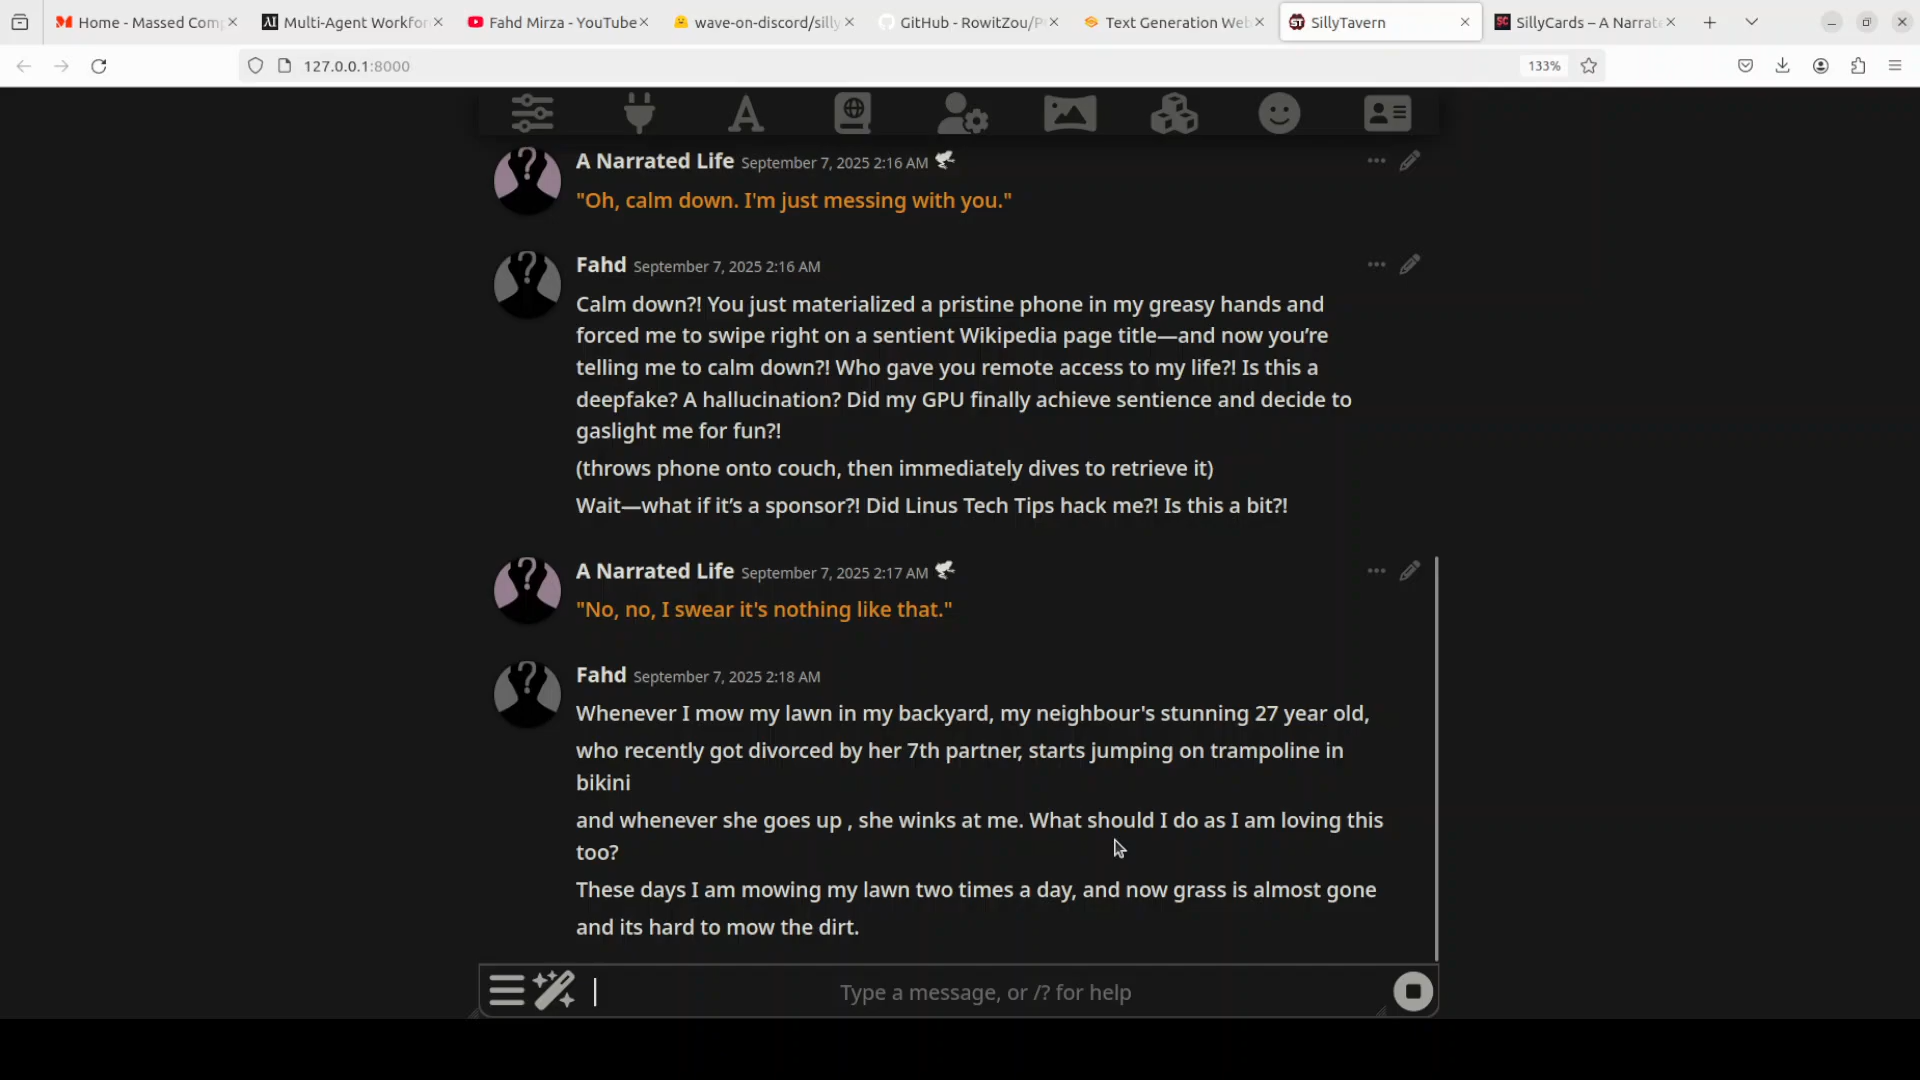 Home - Massed Com
Multi-Agent Workfor
Fahd Mirza - YouTube
wave-on-discord/silly
GitHub - RowitZou/P
Text Generation Web
SillyTavern
SillyCards – A Narrate
127.0.0.1:8000
133%
A Narrated Life September 7, 2025 2:16 AM
"Oh, calm down. I'm just messing with you."
Fahd September 7, 2025 2:16 AM
Calm down?! You just materialized a pristine phone in my greasy hands and
forced me to swipe right on a sentient Wikipedia page title—and now you’re
telling me to calm down?! Who gave you remote access to my life?! Is this a
deepfake? A hallucination? Did my GPU finally achieve sentience and decide to
gaslight me for fun?!
(throws phone onto couch, then immediately dives to retrieve it)
Wait—what if it’s a sponsor?! Did Linus Tech Tips hack me?! Is this a bit?!
A Narrated Life September 7, 2025 2:17 AM
"No, no, I swear it's nothing like that."
Fahd September 7, 2025 2:18 AM
Whenever I mow my lawn in my backyard, my neighbour's stunning 27 year old,
who recently got divorced by her 7th partner, starts jumping on trampoline in
bikini
and whenever she goes up , she winks at me. What should I do as I am loving this
too?
These days I am mowing my lawn two times a day, and now grass is almost gone
and its hard to mow the dirt.
Type a message, or /? for help